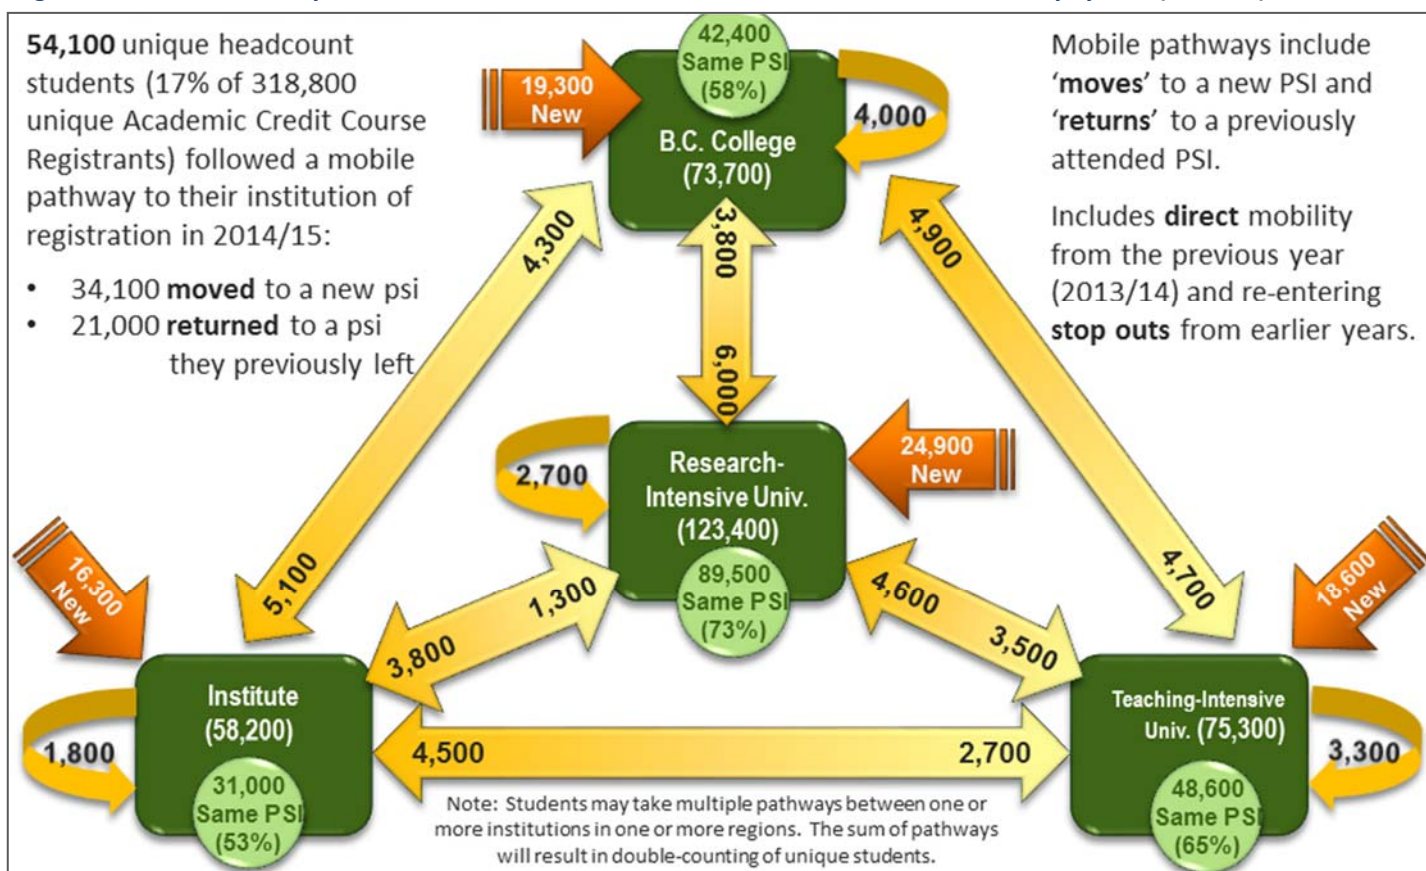 54,100 unique headcount
students (17% of 318,800
unique Academic Credit Course
Registrants) followed a mobile
pathway to their institution of
registration in 2014/15:
• 34,100 moved to a new psi
• 21,000 returned to a psi
they previously left
Mobile pathways include
‘moves’ to a new PSI and
‘returns’ to a previously
attended PSI.
Includes direct mobility
from the previous year
(2013/14) and re-entering
stop outs from earlier years.
42,400
Same PSI
(58%)
B.C. College
(73,700)
19,300
New
4,000
4,300
5,100
3,800
6,000
4,900
4,700
Research-
Intensive Univ.
(123,400)
89,500
Same PSI
(73%)
24,900
New
2,700
1,300
3,800
4,600
3,500
16,300
New
Institute
(58,200)
31,000
Same PSI
(53%)
1,800
4,500
2,700
18,600
New
Teaching-Intensive
Univ. (75,300)
48,600
Same PSI
(65%)
3,300
Note: Students may take multiple pathways between one or
more institutions in one or more regions. The sum of pathways
will result in double-counting of unique students.